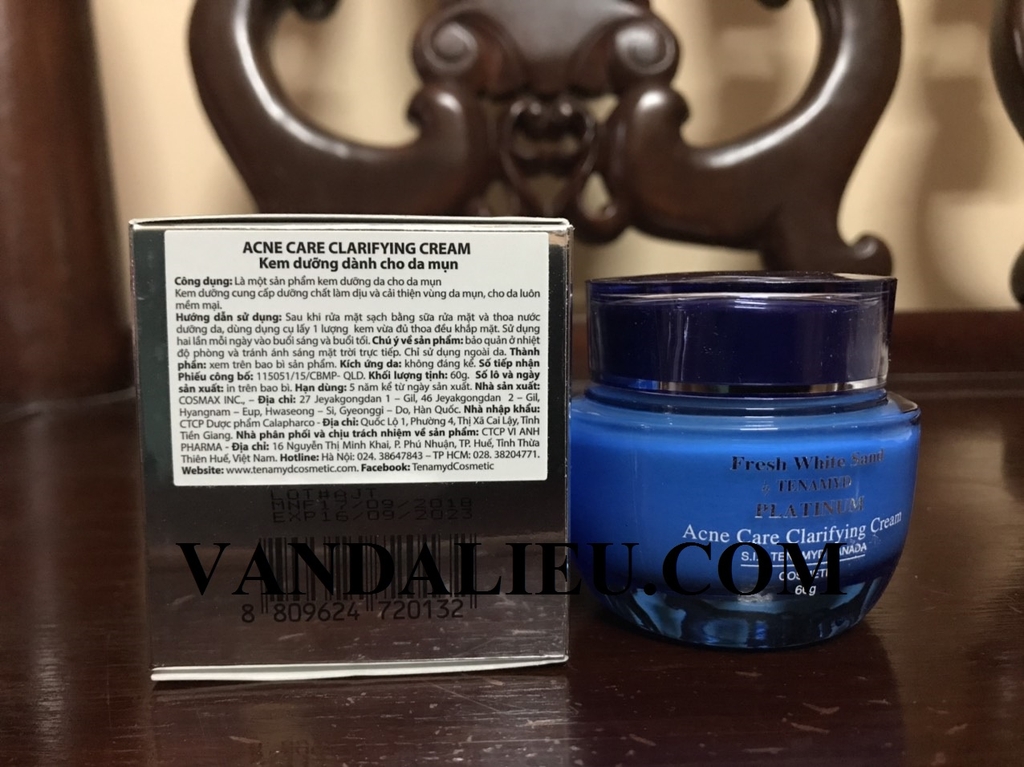 ACNE CARE CLARIFYING CREAM
Kem dưỡng dành cho da mụn
Công dụng: Là một sản phẩm kem dưỡng da cho da mụn
Kem dưỡng cung cấp dưỡng chất làm dịu và cải thiện vùng da mụn, cho da luôn
mềm mại.
Hướng dẫn sử dụng: Sau khi rửa mặt sạch bằng sữa rửa mặt và thoa nước
dưỡng da, dùng dụng cụ lấy 1 lượng kem vừa đủ thoa đều khắp mặt. Sử dụng
hai lần mỗi ngày vào buổi sáng và buổi tối. Chú ý về sản phẩm: bảo quản ở nhiệt
độ phòng và tránh ánh sáng mặt trời trực tiếp. Chỉ sử dụng ngoài da. Thành
phần: xem trên bao bì sản phẩm. Kích ứng da: không đáng kể. Số tiếp nhận
Phiếu công bố: 115051/15/CBMP- QLD. Khối lượng tịnh: 60g. Số lô và ngày
sản xuất: in trên bao bì. Hạn dùng: 5 năm kể từ ngày sản xuất. Nhà sản xuất:
COSMAX INC., – Địa chỉ: 27 Jeyakgongdan 1 – Gil, 46 Jeyakgongdan 2 – Gil,
Hyangnam – Eup, Hwaseong – Si, Gyeonggi – Do, Hàn Quốc. Nhà nhập khẩu:
CTCP Dược phẩm Calapharco - Địa chỉ: Quốc Lộ 1, Phường 4, Thị Xã Cai Lậy, Tỉnh
Tiền Giang. Nhà phân phối và chịu trách nhiệm về sản phẩm: CTCP VI ANH
PHARMA - Địa chỉ: 16 Nguyễn Thị Minh Khai, P. Phú Nhuận, TP. Huế, Tỉnh Thừa
Thiên Huế, Việt Nam. Hotline: Hà Nội: 024. 38647843 – TP HCM: 028. 38204771.
Website: www.tenamydcosmetic.com. Facebook: TenamydCosmetic
LOT#AJT
MNF17/09/2018
EXP16/09/2023
8 809624 720132
Fresh White Sand
TENAMYD
PLATINUM
Acne Care Clarifying Cream
60g
VANDALIEU.COM